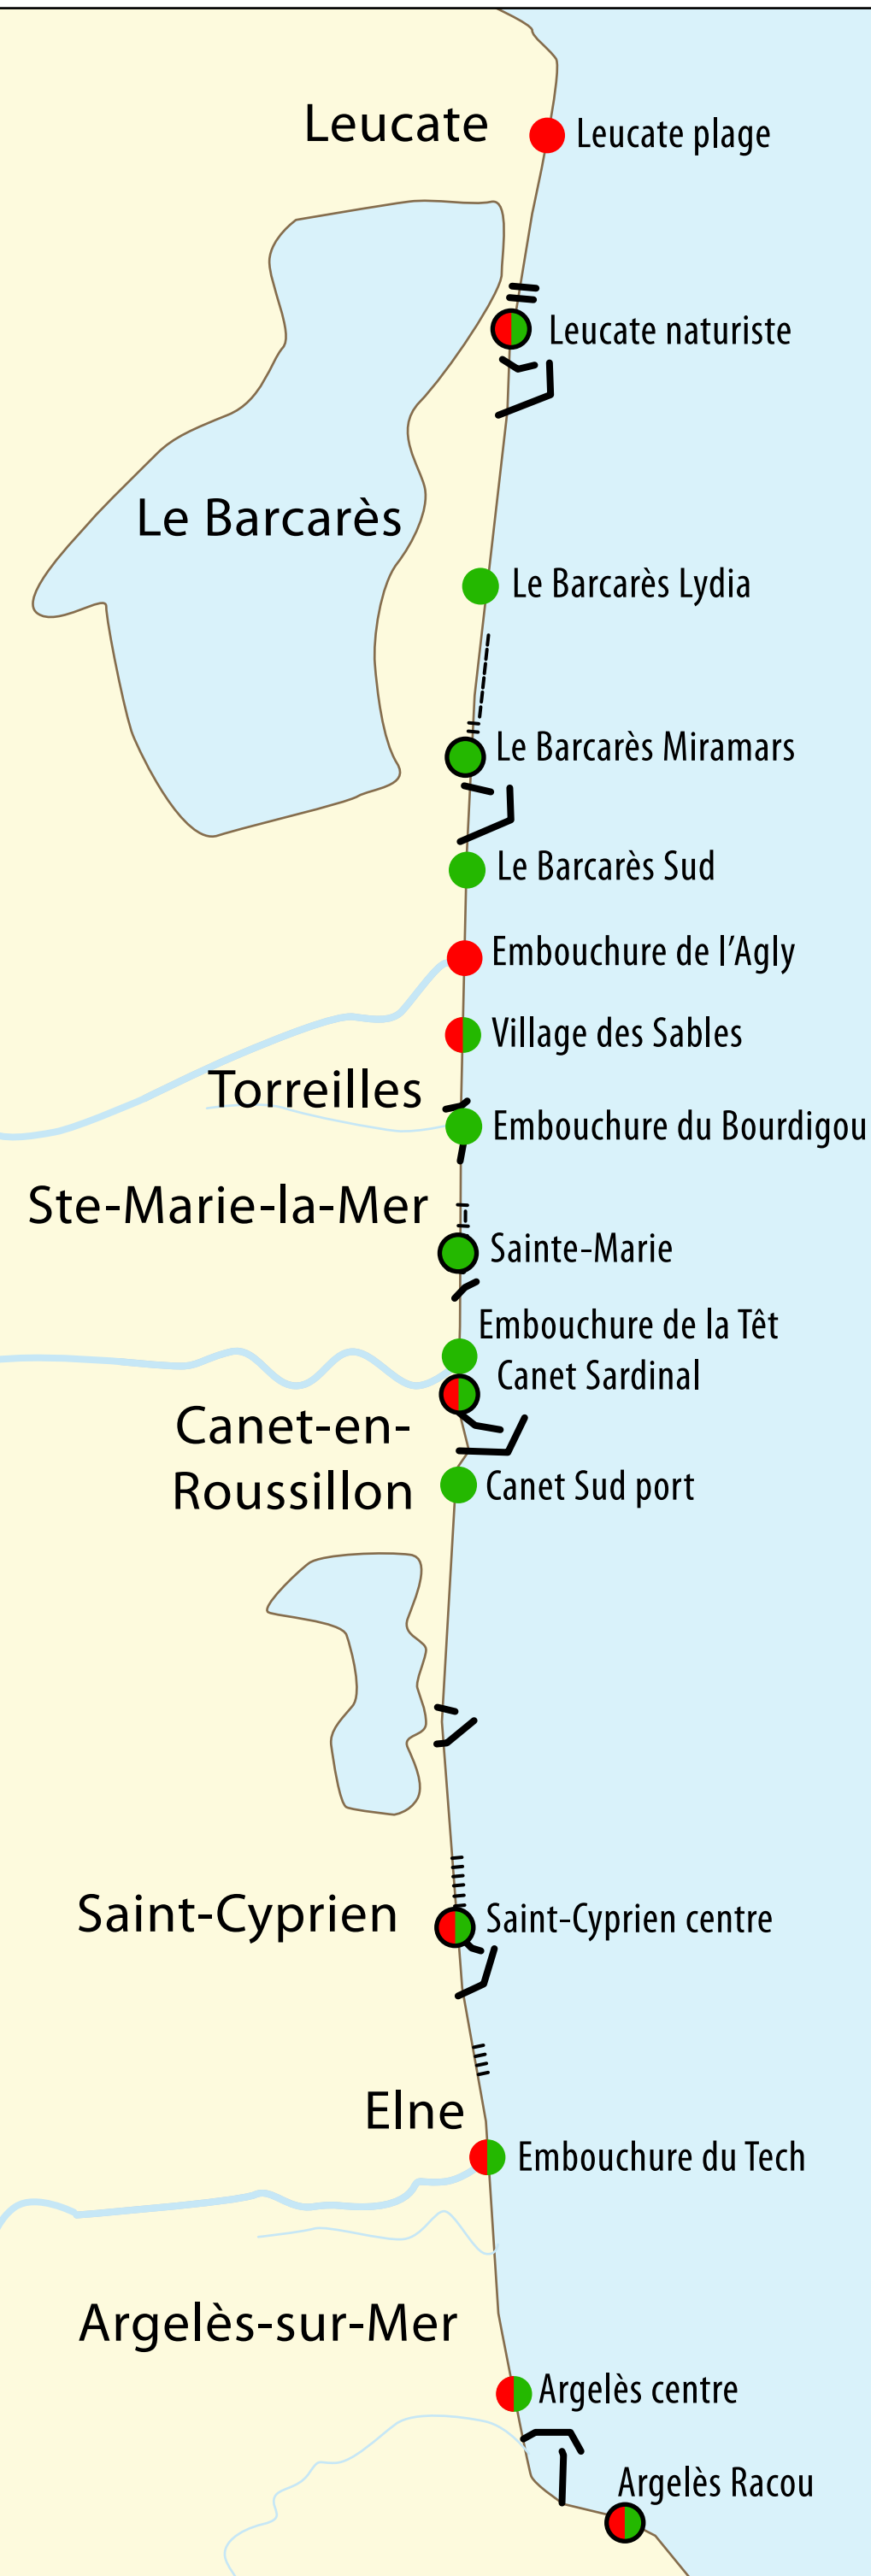 Leucate
Leucate plage
Leucate naturiste
Le Barcarès
Le Barcarès Lydia
Le Barcarès Miramars
Le Barcarès Sud
Embouchure de l’Agly
Village des Sables
Torreilles
Embouchure du Bourdigou
Ste-Marie-la-Mer
Sainte-Marie
Embouchure de la Têt
Canet Sardinal
Canet-en-
Roussillon
Canet Sud port
Saint-Cyprien
Saint-Cyprien centre
Elne
Embouchure du Tech
Argelès-sur-Mer
Argelès centre
Argelès Racou